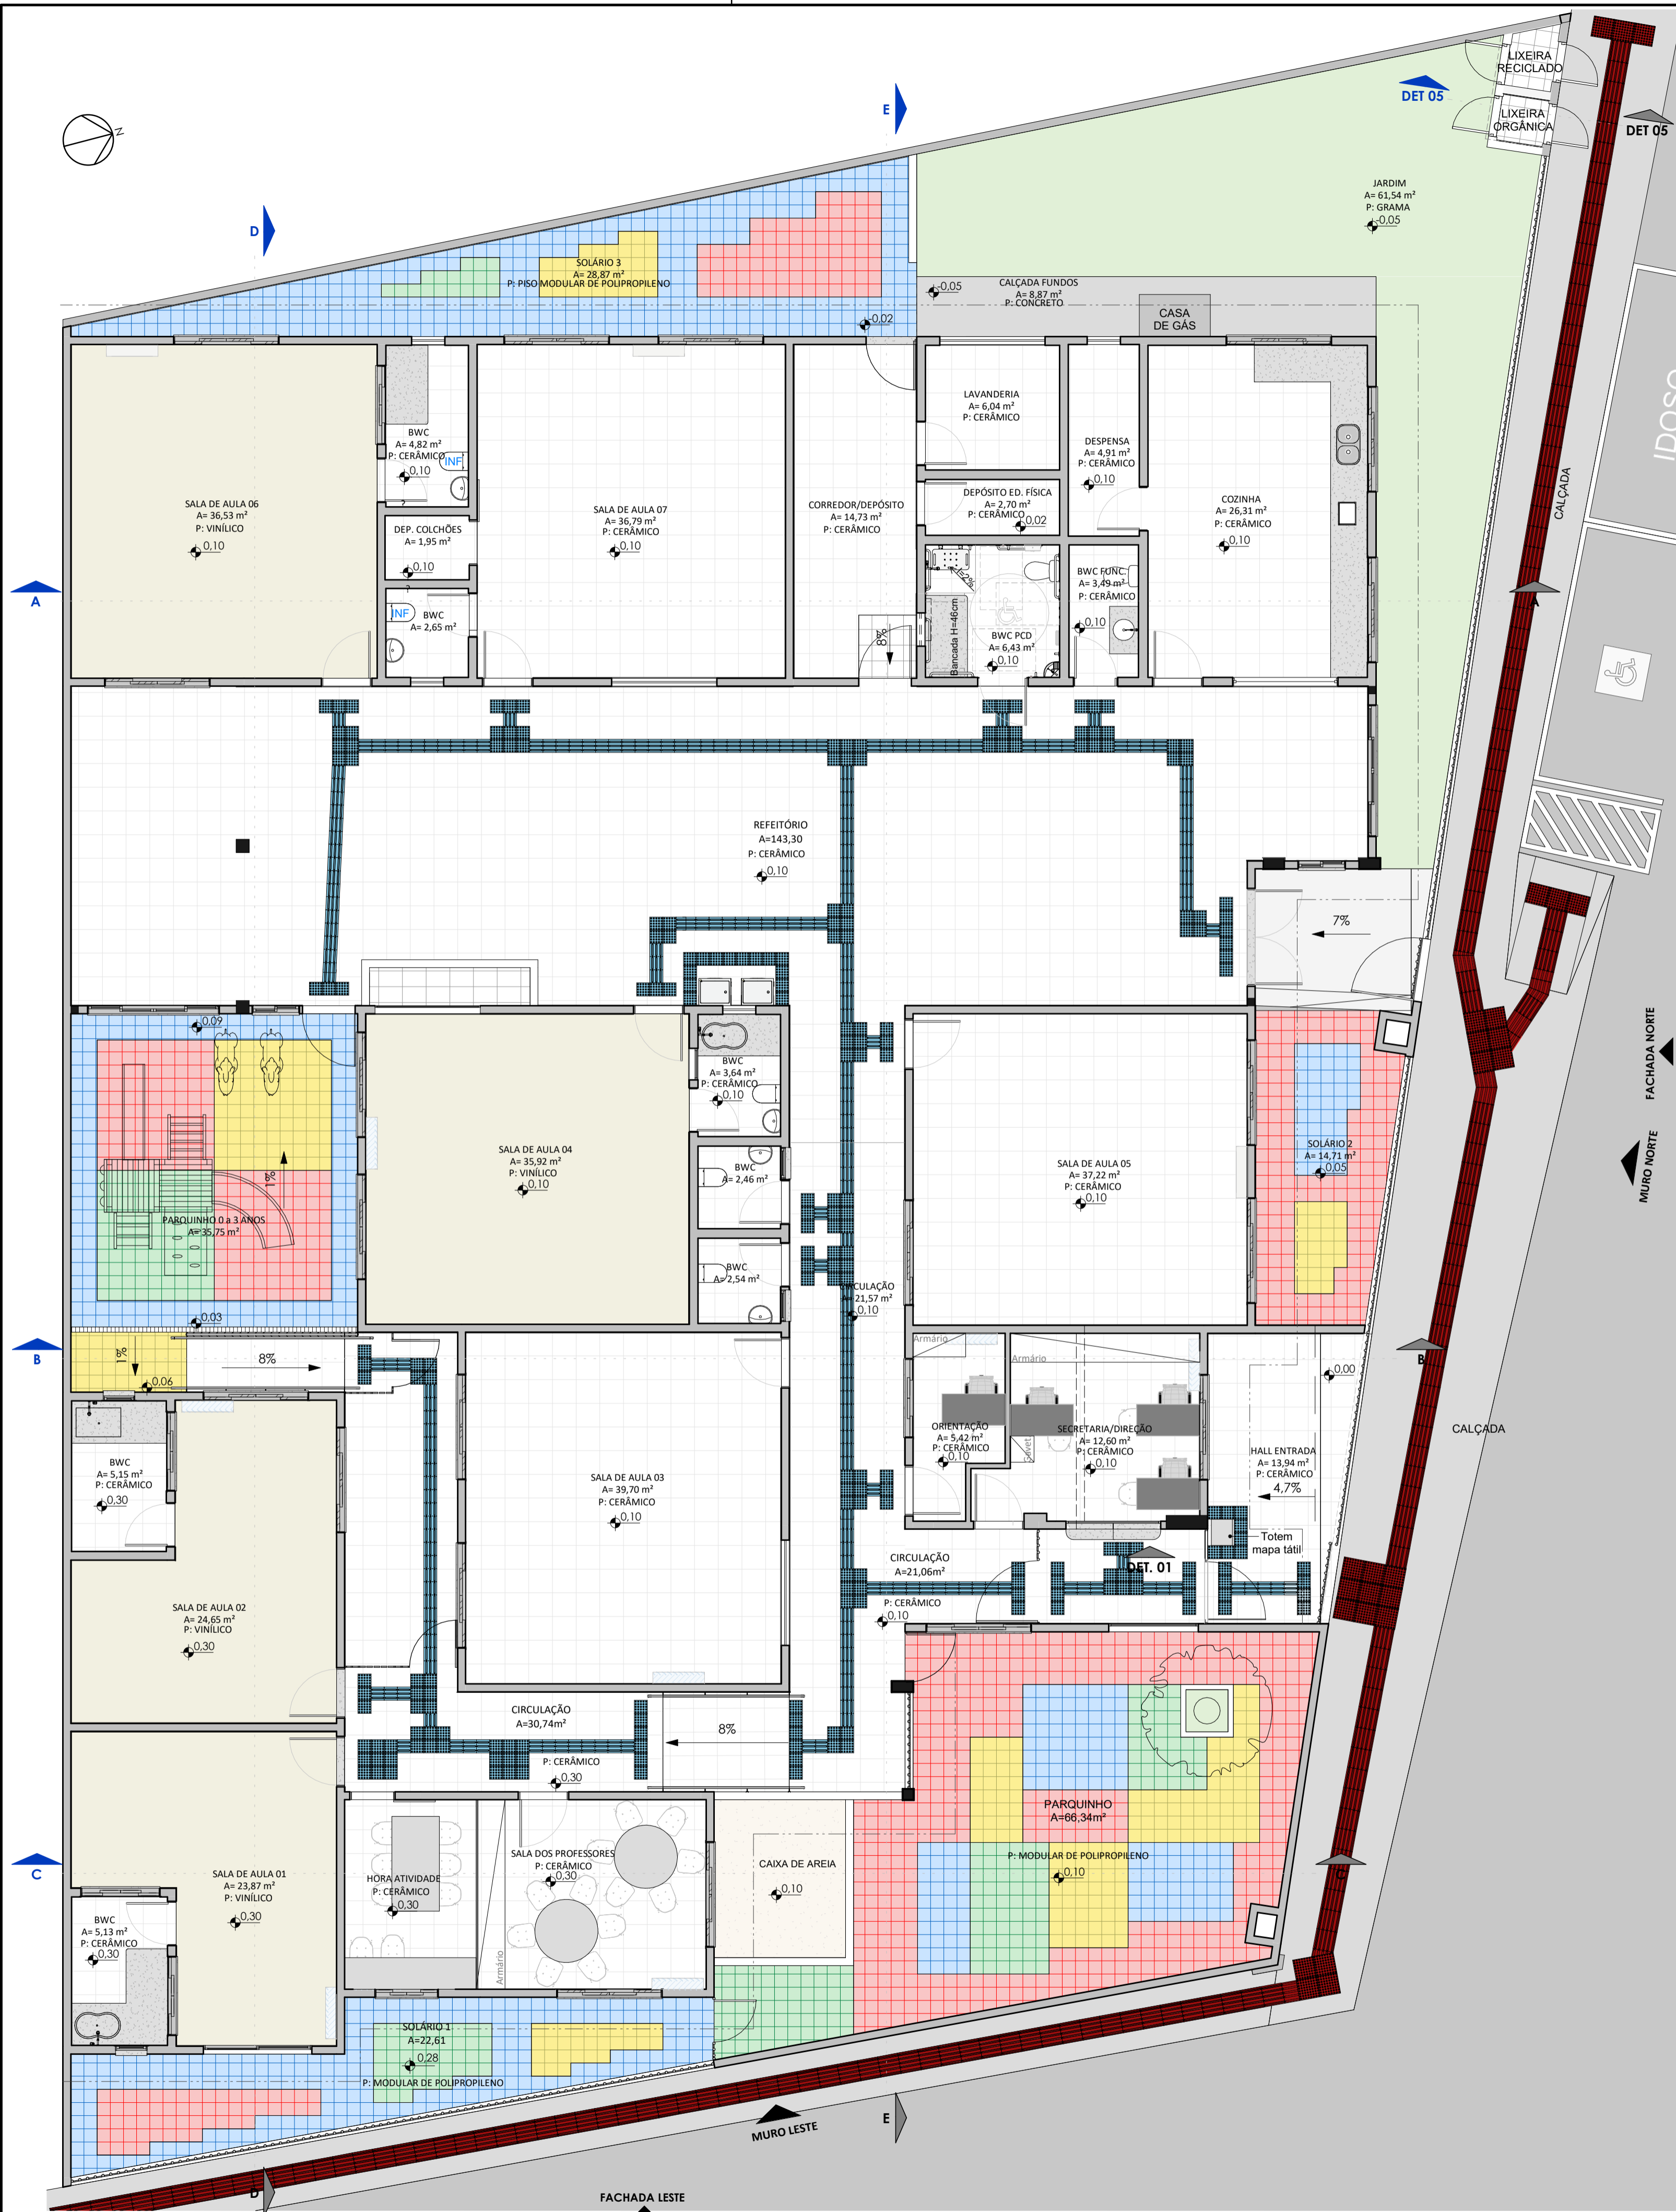 LIXEIRA
RECICLADO
LIXEIRA
ORGÂNICA
DET 05
DET 05
E
N
D
JARDIM
A= 61,54 m²
P: GRAMA
-0,05
SOLÁRIO 3
A= 28,87 m²
P: PISO MODULAR DE POLIPROPILENO
-0,02
-0,05
CALÇADA FUNDOS
A= 8,87 m²
P: CONCRETO
CASA
DE GÁS
IDOSO
CALÇADA
SALA DE AULA 06
A= 36,53 m²
P: VINÍLICO
0,10
BWC
A= 4,82 m²
P: CERÂMICO
0,10
INF
?
DEP. COLCHÕES
A= 1,95 m²
0,10
?
INF
BWC
A= 2,65 m²
SALA DE AULA 07
A= 36,79 m²
P: CERÂMICO
0,10
CORREDOR/DEPÓSITO
A= 14,73 m²
P: CERÂMICO
8%
LAVANDERIA
A= 6,04 m²
P: CERÂMICO
DEPÓSITO ED. FÍSICA
A= 2,70 m²
P: CERÂMICO
0,02
i=2%
Bancada H=46cm
BWC PCD
A= 6,43 m²
0,10
DESPENSA
A= 4,91 m²
P: CERÂMICO
0,10
BWC FUNC.
A= 3,49 m²
P: CERÂMICO
0,10
COZINHA
A= 26,31 m²
P: CERÂMICO
0,10
A
A
REFEITÓRIO
A=143,30
P: CERÂMICO
0,10
7%
FACHADA NORTE
MURO NORTE
0,09
1%
PARQUINHO 0 a 3 ANOS
A= 35,75 m²
0,03
SALA DE AULA 04
A= 35,92 m²
P: VINÍLICO
0,10
BWC
A= 3,64 m²
P: CERÂMICO
0,10
BWC
A= 2,46 m²
BWC
A= 2,54 m²
CIRCULAÇÃO
A= 21,57 m²
0,10
SALA DE AULA 05
A= 37,22 m²
P: CERÂMICO
0,10
SOLÁRIO 2
A= 14,71 m²
0,05
B
B
1%
8%
0,06
Armário
Armário
0,00
CALÇADA
BWC
A= 5,15 m²
P: CERÂMICO
0,30
SALA DE AULA 03
A= 39,70 m²
P: CERÂMICO
0,10
ORIENTAÇÃO
A= 5,42 m²
P: CERÂMICO
0,10
SECRETARIA/DIREÇÃO
A= 12,60 m²
P: CERÂMICO
0,10
HALL ENTRADA
A= 13,94 m²
P: CERÂMICO
4,7%
Totem
mapa tátil
CIRCULAÇÃO
A=21,06m²
P: CERÂMICO
0,10
DET. 01
SALA DE AULA 02
A= 24,65 m²
P: VINÍLICO
0,30
CIRCULAÇÃO
A=30,74m²
P: CERÂMICO
0,30
8%
PARQUINHO
A=66,34m²
P: MODULAR DE POLIPROPILENO
0,10
C
C
SALA DE AULA 01
A= 23,87 m²
P: VINÍLICO
0,30
BWC
A= 5,13 m²
P: CERÂMICO
0,30
HORA ATIVIDADE
P: CERÂMICO
0,30
Armário
SALA DOS PROFESSORES
P: CERÂMICO
0,30
CAIXA DE AREIA
0,10
SOLÁRIO 1
A=22,61
0,28
P: MODULAR DE POLIPROPILENO
MURO LESTE
E
D
FACHADA LESTE